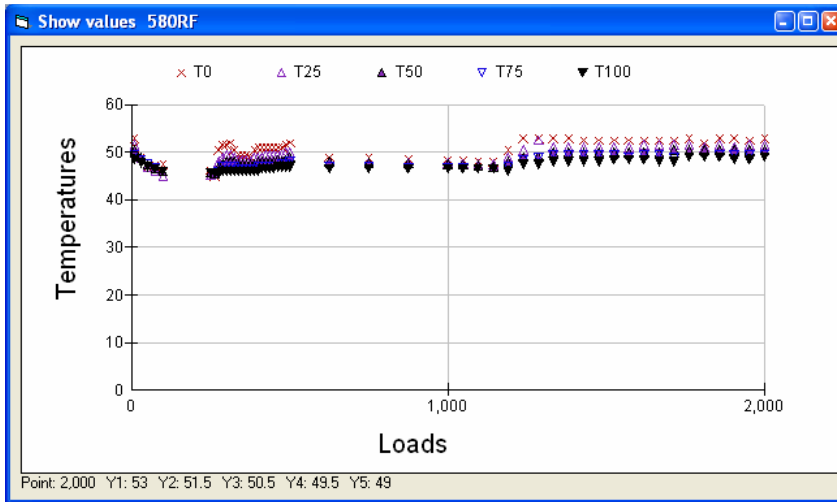 Show values 580RF
T0 T25 T50 T75 T100
60
50
40
30
20
10
0
Temperatures
0 1,000 2,000
Loads
Point: 2,000 Y1: 53 Y2: 51.5 Y3: 50.5 Y4: 49.5 Y5: 49